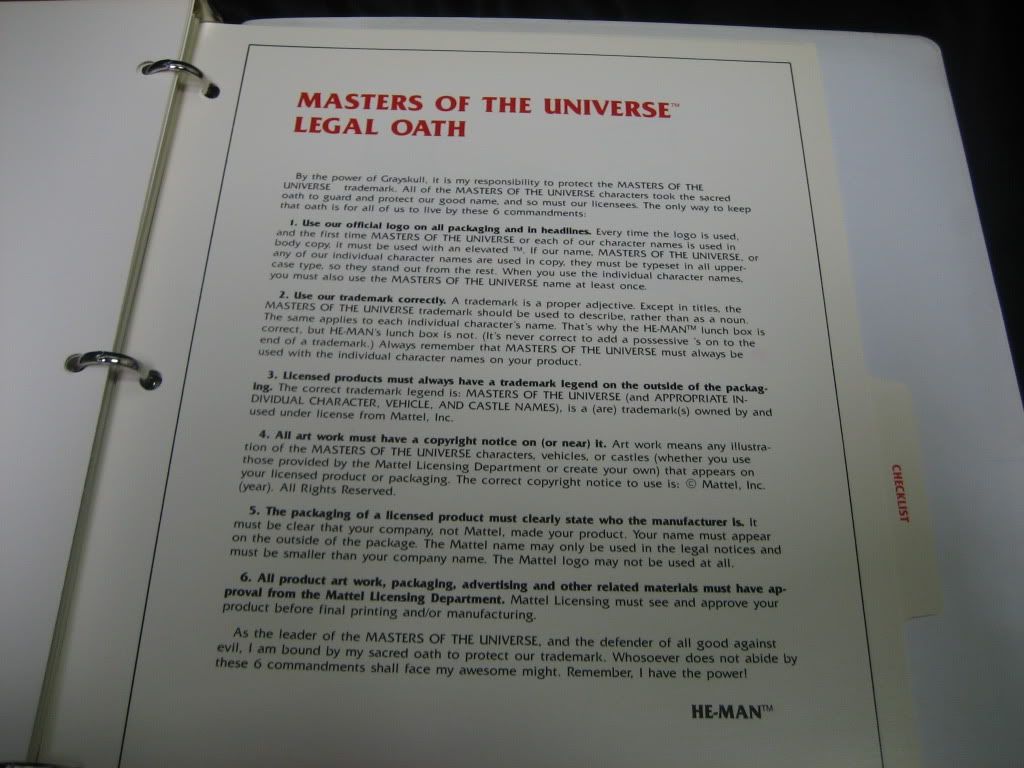 MASTERS OF THE UNIVERSE™
LEGAL OATH
By the power of Grayskull, it is my responsibility to protect the MASTERS OF THE
UNIVERSE trademark. All of the MASTERS OF THE UNIVERSE characters took the sacred
oath to guard and protect our good name, and so must our licensees. The only way to keep
that oath is for all of us to live by these 6 commandments:
1. Use our official logo on all packaging and in headlines. Every time the logo is used,
and the first time MASTERS OF THE UNIVERSE or each of our character names is used in
body copy, it must be used with an elevated ™. If our name, MASTERS OF THE UNIVERSE, or
any of our individual character names are used in copy, they must be typeset in all upper-
case type, so they stand out from the rest. When you use the individual character names,
you must also use the MASTERS OF THE UNIVERSE name at least once.
2. Use our trademark correctly. A trademark is a proper adjective. Except in titles, the
MASTERS OF THE UNIVERSE trademark should be used to describe, rather than as a noun.
The same applies to each individual character's name. That's why the HE-MAN™ lunch box is
correct, but HE-MAN's lunch box is not. (It's never correct to add a possessive 's on to the
end of a trademark.) Always remember that MASTERS OF THE UNIVERSE must always be
used with the individual character names on your product.
3. Licensed products must always have a trademark legend on the outside of the packag-
ing. The correct trademark legend is: MASTERS OF THE UNIVERSE (and APPROPRIATE IN-
DIVIDUAL CHARACTER, VEHICLE, AND CASTLE NAMES), is a (are) trademark(s) owned by and
used under license from Mattel, Inc.
4. All art work must have a copyright notice on (or near) it. Art work means any illustra-
tion of the MASTERS OF THE UNIVERSE characters, vehicles, or castles (whether you use
those provided by the Mattel Licensing Department or create your own) that appears on
your licensed product or packaging. The correct copyright notice to use is: © Mattel, Inc.
(year). All Rights Reserved.
5. The packaging of a licensed product must clearly state who the manufacturer is. It
must be clear that your company, not Mattel, made your product. Your name must appear
on the outside of the package. The Mattel name may only be used in the legal notices and
must be smaller than your company name. The Mattel logo may not be used at all.
6. All product art work, packaging, advertising and other related materials must have ap-
proval from the Mattel Licensing Department. Mattel Licensing must see and approve your
product before final printing and/or manufacturing.
As the leader of the MASTERS OF THE UNIVERSE, and the defender of all good against
evil, I am bound by my sacred oath to protect our trademark. Whosoever does not abide by
these 6 commandments shall face my awesome might. Remember, I have the power!
HE-MAN™
CHECKLIST